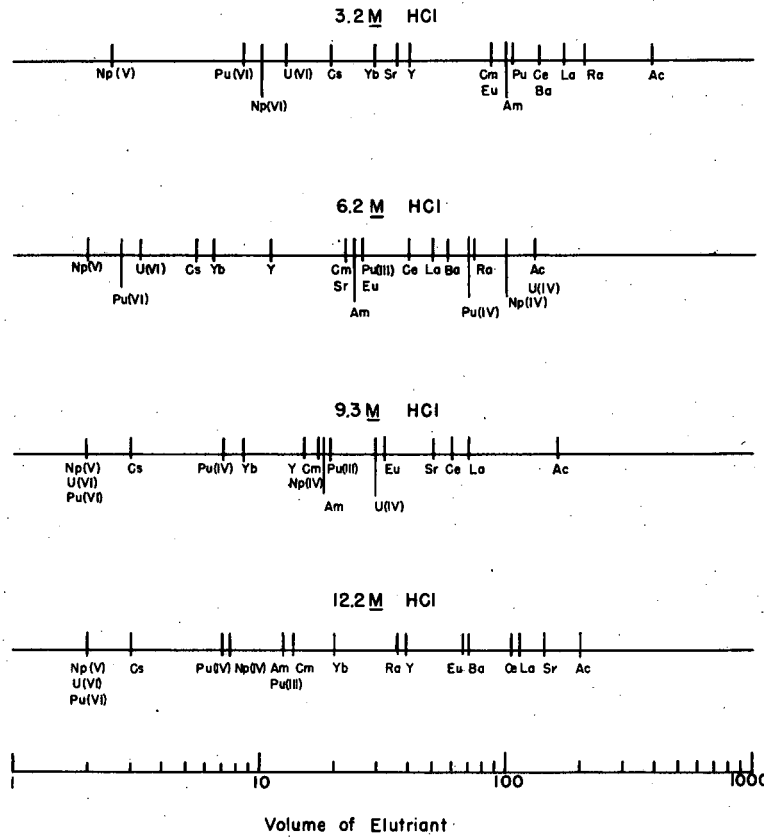 3.2 M HCl
Np(V) Pu(VI) U(VI) Cs Yb Sr Y Cm Pu Ce La Ra Ac
Eu Ba
Np(VI) Am
6.2 M HCl
Np(V) U(VI) Cs Yb Y Cm Pu(III) Ce La Ba Ra Ac
Sr Eu U(IV)
Pu(VI) Am Pu(IV) Np(IV)
9.3 M HCl
Np(V) Cs Pu(IV) Yb Y Cm Pu(III) Eu Sr Ce La Ac
U(VI) Np(IV)
Pu(VI) Am U(IV)
12.2 M HCl
Np(V) Cs Pu(IV) Np(IV) Am Cm Yb Ra Y Eu Ba Ce La Sr Ac
U(VI) Pu(III)
Pu(VI)
1 10 100 1000
Volume of Elutriant